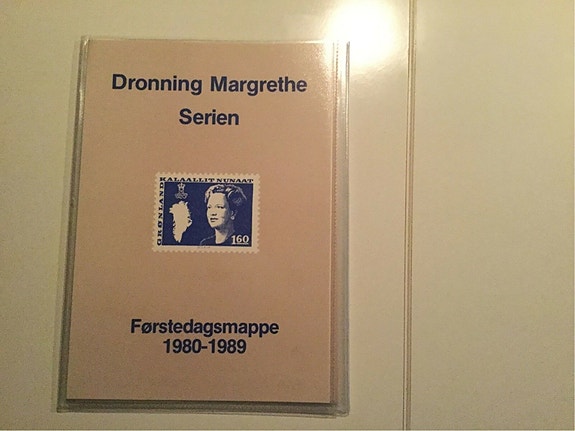 Dronning Margrethe
Serien
KALAALLIT NUNAAT
GRØNLAND
160
Førstedagsmappe
1980-1989